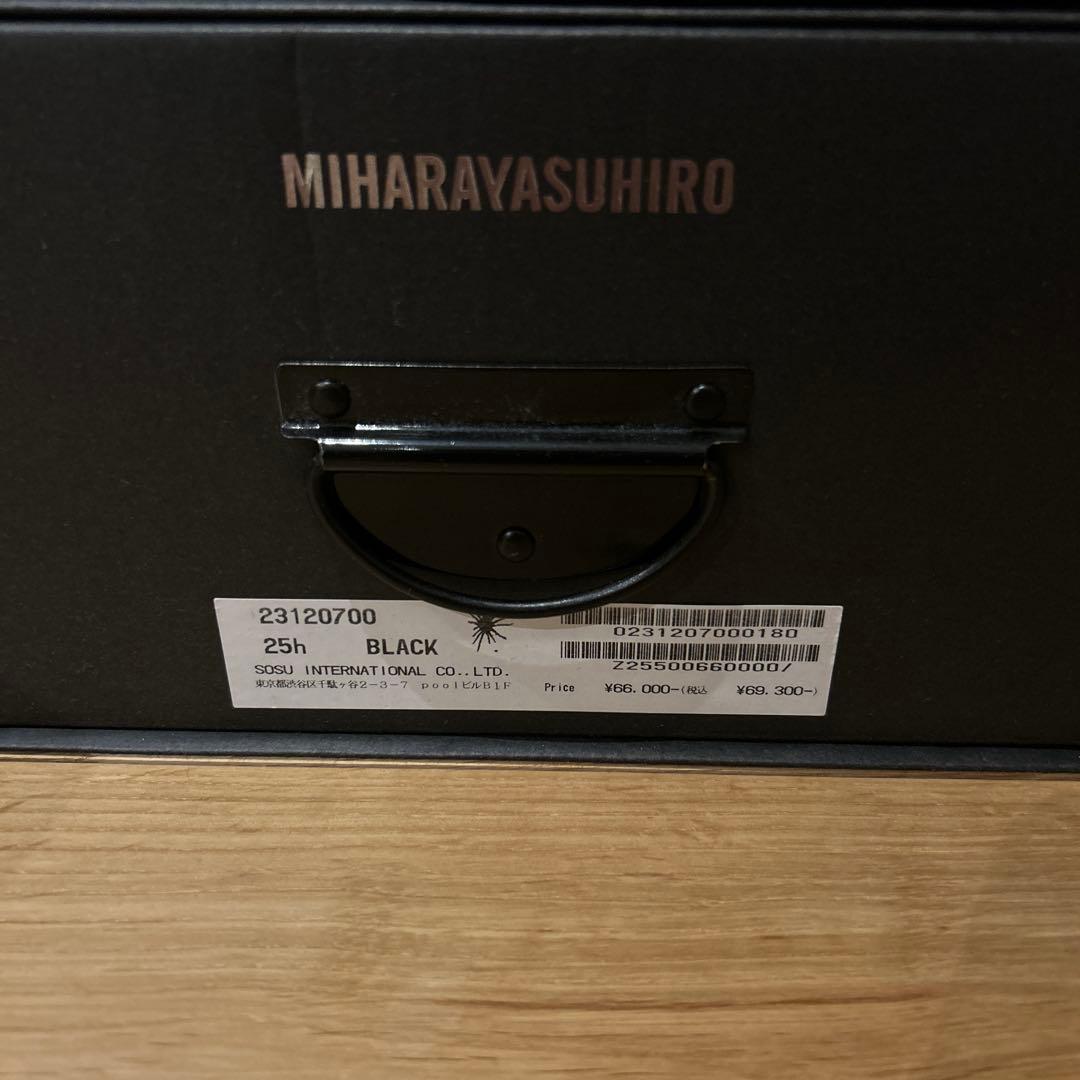 MIHARAYASUHIRO
23120700
25h BLACK
SOSU INTERNATIONAL CO.,LTD.
東京都渋谷区千駄ヶ谷2-3-7 poolビルB1F
0231207000180
Z25500660000/
Price ¥66.000-(税込 ¥69.300-)